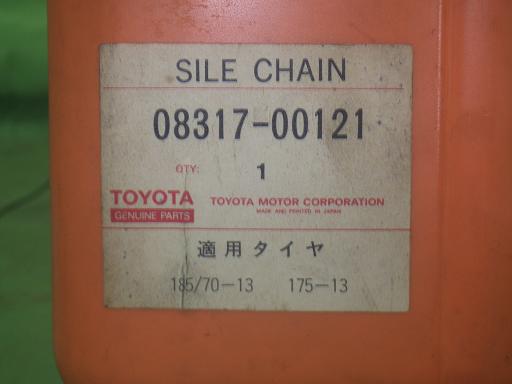 SILE CHAIN
08317-00121
QTY: 1
TOYOTA TOYOTA MOTOR CORPORATION
GENUINE PARTS MADE AND PRINTED IN JAPAN
適用タイヤ
185/70-13 175-13